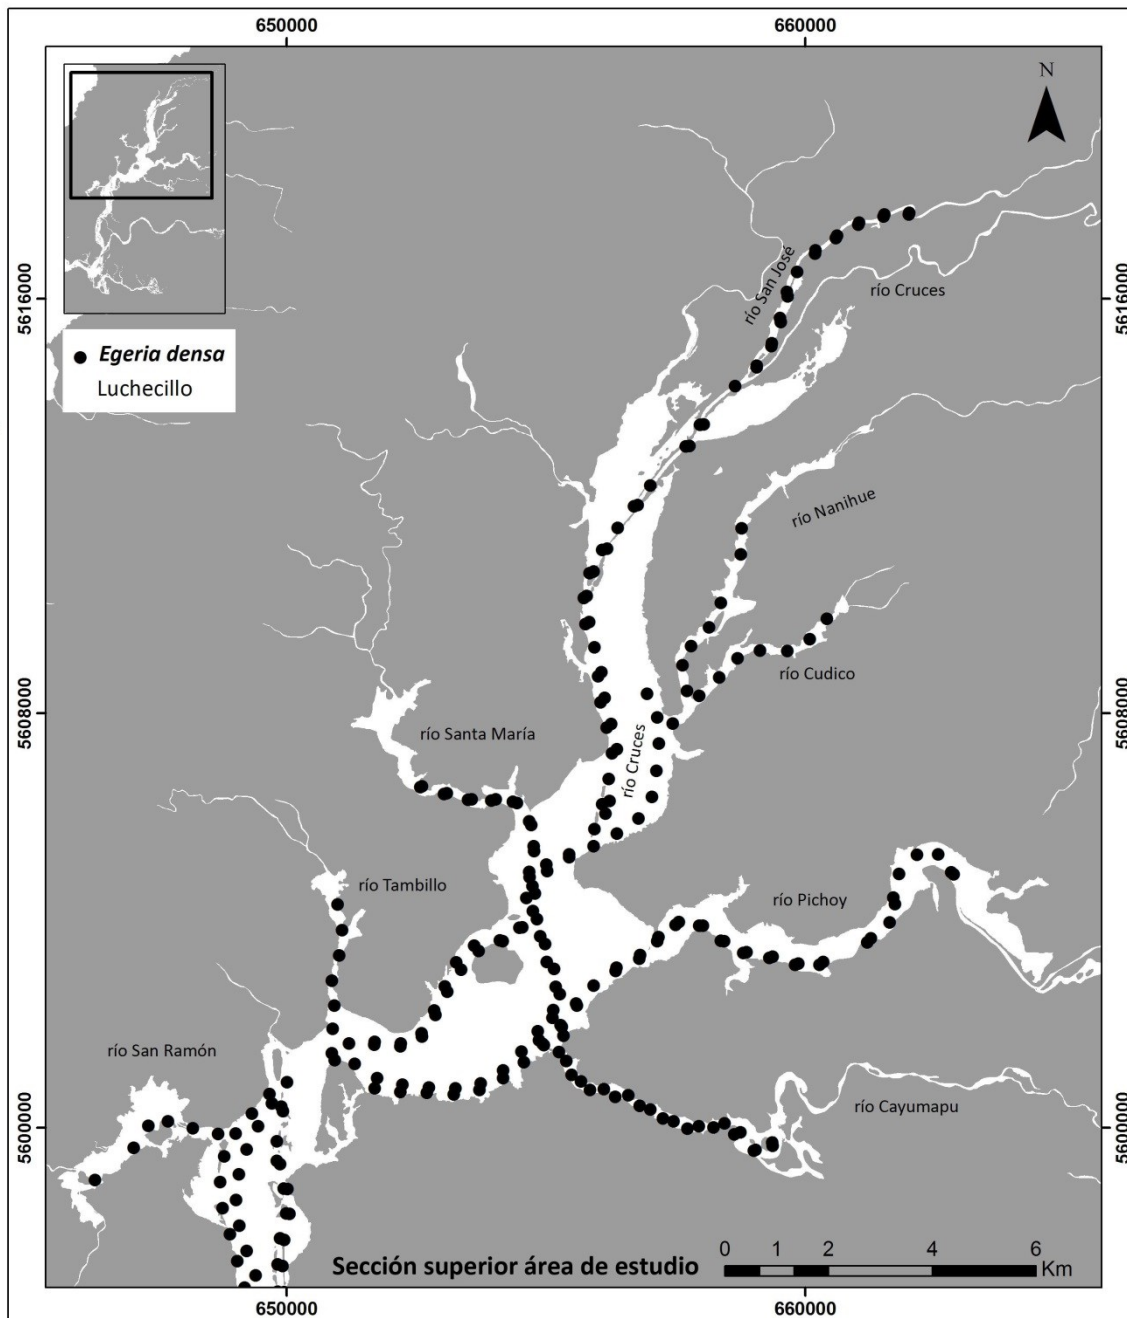 650000
660000
N
5616000
5616000
río San José
río Cruces
Egeria densa
Luchecillo
río Nanihue
río Cudico
5608000
5608000
río Santa María
río Cruces
río Tambillo
río Pichoy
río San Ramón
río Cayumapu
5600000
5600000
Sección superior área de estudio
0 1 2 4 6
Km
650000
660000